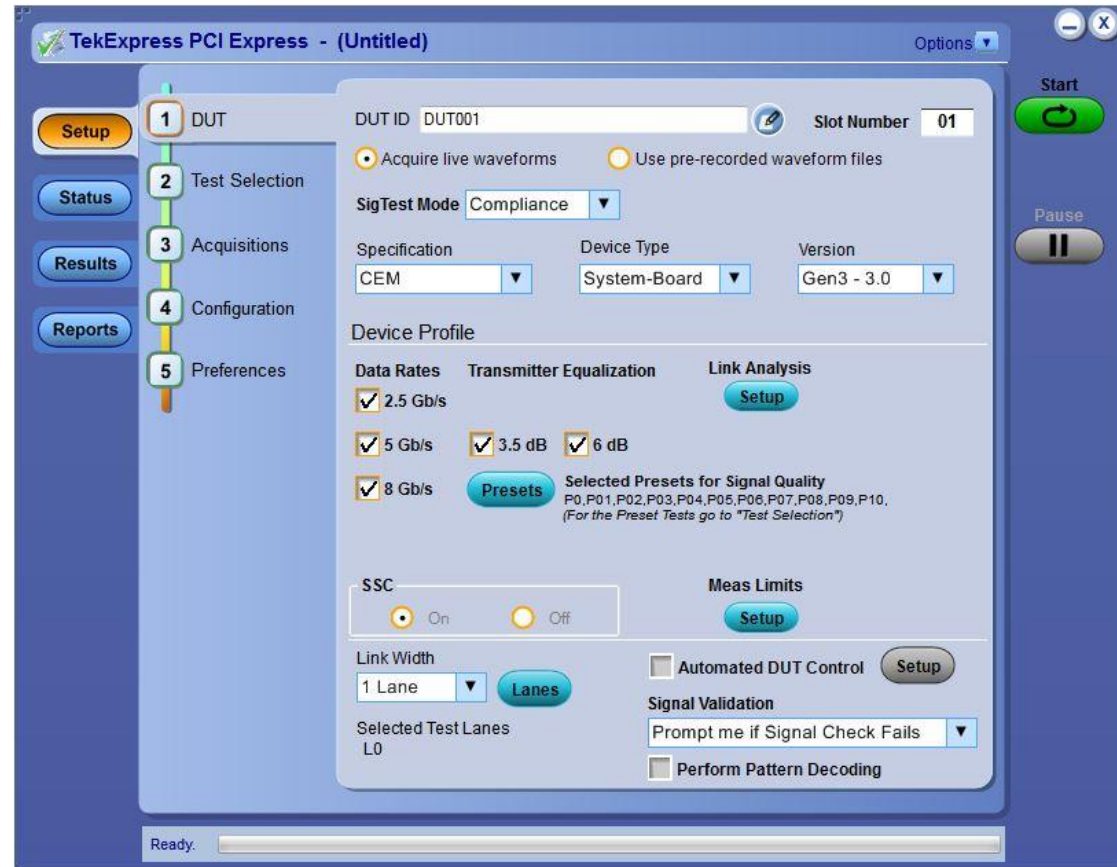 TekExpress PCI Express - (Untitled)
Options
Start
Pause
Setup
Status
Results
Reports
1 DUT
2 Test Selection
3 Acquisitions
4 Configuration
5 Preferences
DUT ID DUT001 Slot Number 01
Acquire live waveforms Use pre-recorded waveform files
SigTest Mode Compliance
Specification Device Type Version
CEM System-Board Gen3 - 3.0
Device Profile
Data Rates Transmitter Equalization Link Analysis
2.5 Gb/s Setup
5 Gb/s 3.5 dB 6 dB
8 Gb/s Presets Selected Presets for Signal Quality
P0,P01,P02,P03,P04,P05,P06,P07,P08,P09,P10,
(For the Preset Tests go to "Test Selection")
SSC Meas Limits
On Off Setup
Link Width
1 Lane Lanes
Selected Test Lanes
L0
Automated DUT Control Setup
Signal Validation
Prompt me if Signal Check Fails
Perform Pattern Decoding
Ready.